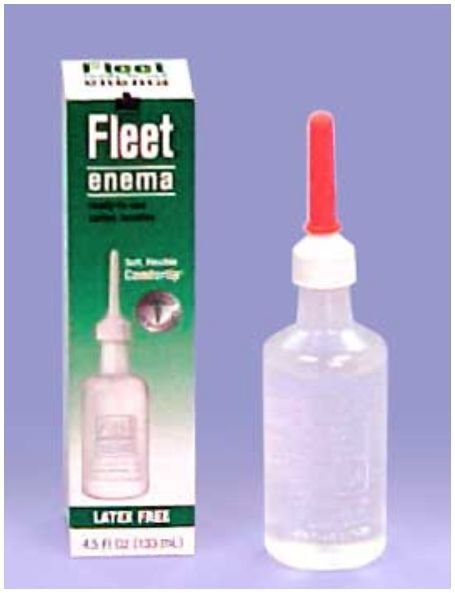 Fleet
enema
Fleet
enema
Soft, Flexible
Comfortip
LATEX FREE
4.5 fl oz (133 mL)